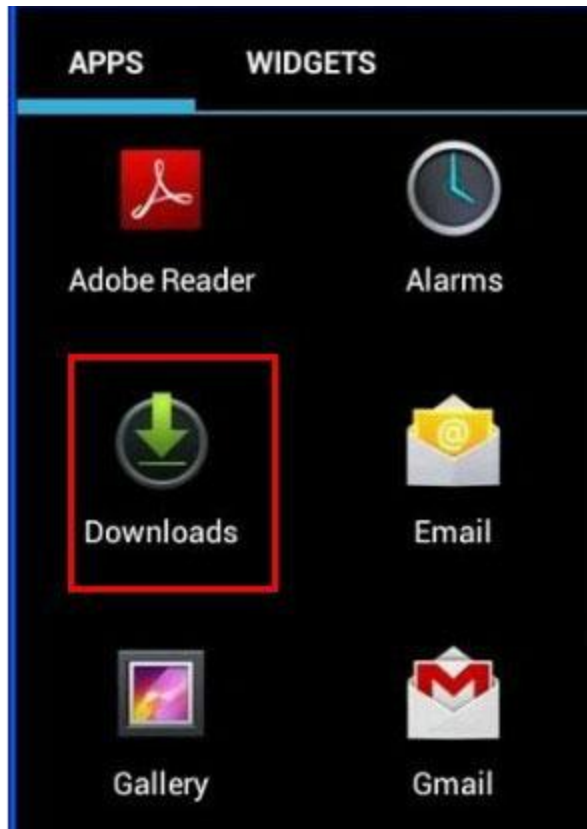 APPS WIDGETS
Adobe Reader Alarms
Downloads Email
Gallery Gmail